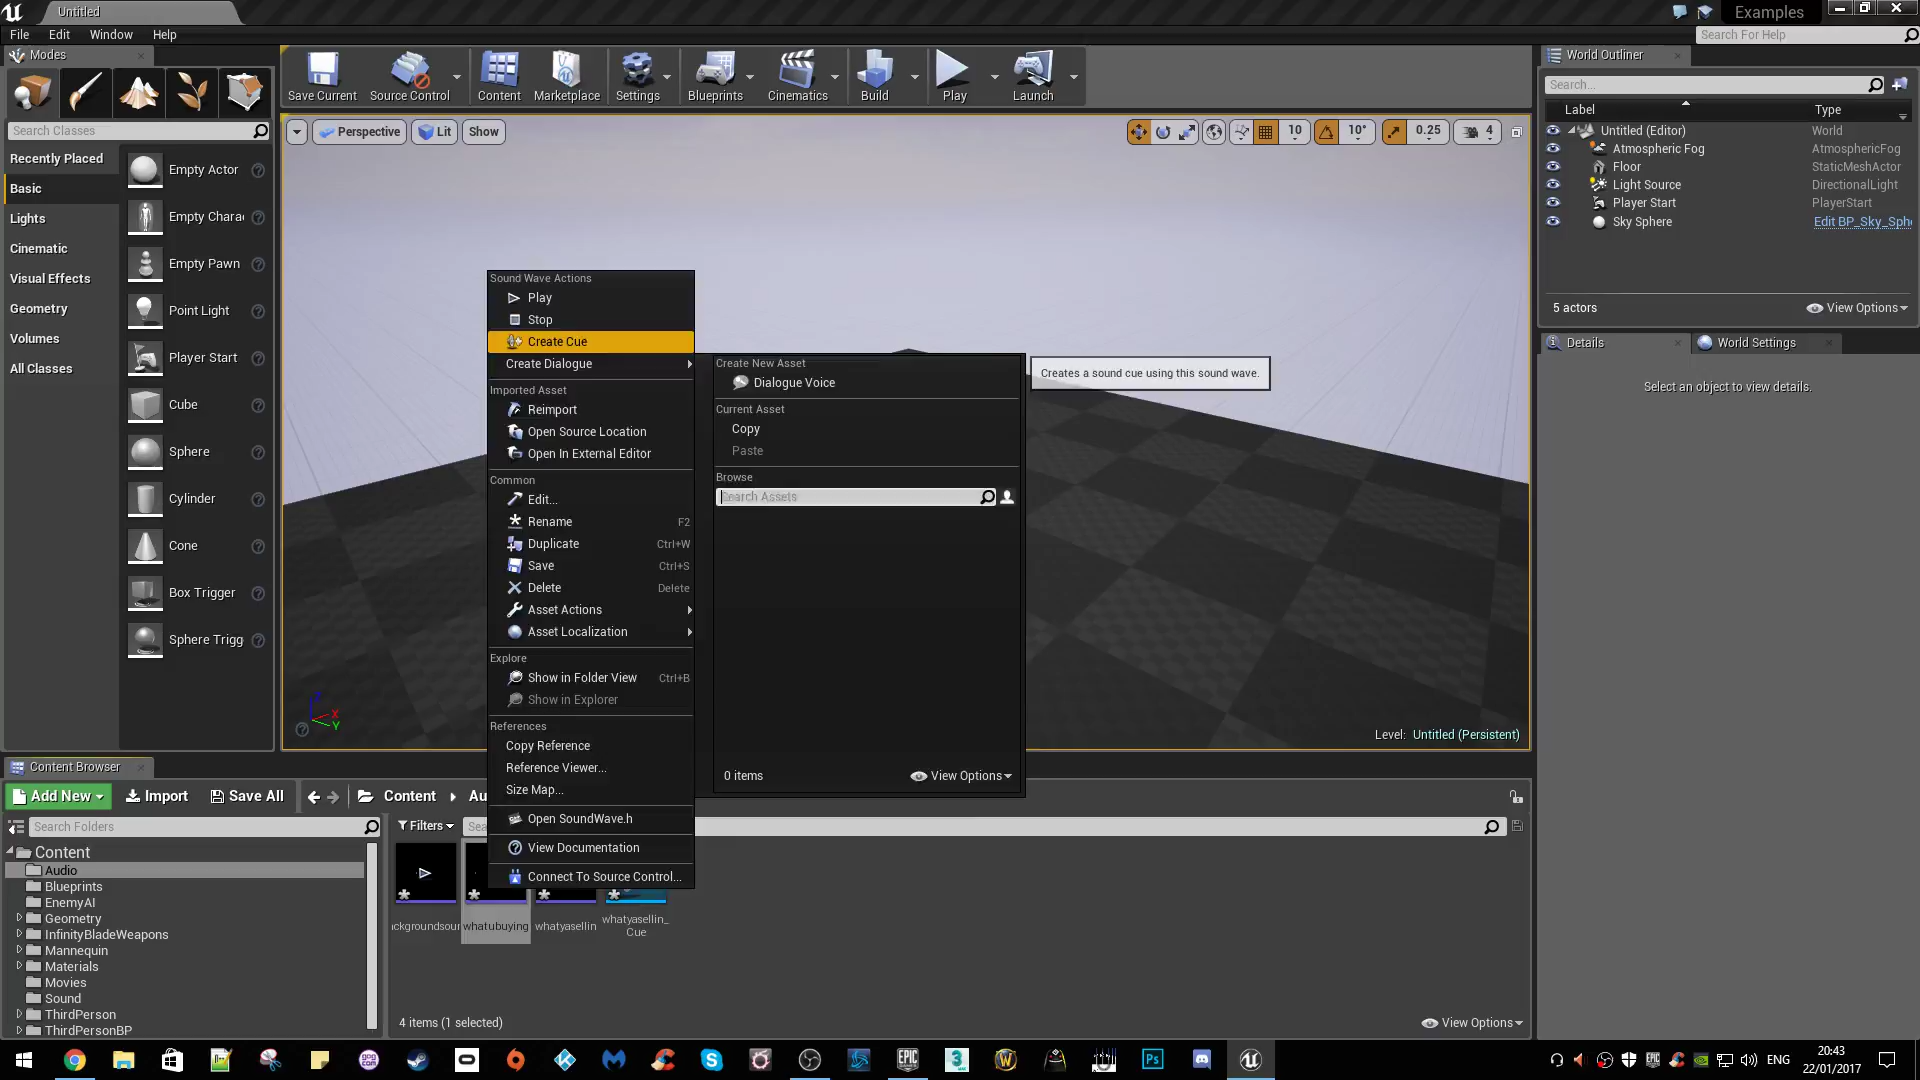 Untitled
Examples
File Edit Window Help
Search For Help
Modes
Search Classes
Recently Placed
Basic
Lights
Cinematic
Visual Effects
Geometry
Volumes
All Classes
Empty Actor
Empty Chara
Empty Pawn
Point Light
Player Start
Cube
Sphere
Cylinder
Cone
Box Trigger
Sphere Trigg
Save Current
Source Control
Content
Marketplace
Settings
Blueprints
Cinematics
Build
Play
Launch
Perspective
Lit
Show
10
10°
0.25
4
Sound Wave Actions
Play
Stop
Create Cue
Create Dialogue
Imported Asset
Reimport
Open Source Location
Open In External Editor
Common
Edit...
Rename F2
Duplicate Ctrl+W
Save Ctrl+S
Delete Delete
Asset Actions
Asset Localization
Explore
Show in Folder View Ctrl+B
Show in Explorer
References
Copy Reference
Reference Viewer...
Size Map...
Open SoundWave.h
View Documentation
Connect To Source Control...
Create New Asset
Dialogue Voice
Current Asset
Copy
Paste
Browse
Search Assets
0 items
View Options
Creates a sound cue using this sound wave.
X
Y
Level: Untitled (Persistent)
World Outliner
Search...
Label Type
Untitled (Editor) World
Atmospheric Fog AtmosphericFog
Floor StaticMeshActor
Light Source DirectionalLight
Player Start PlayerStart
Sky Sphere Edit BP_Sky_Sph
5 actors
View Options
Details
World Settings
Select an object to view details.
Content Browser
Add New
Import
Save All
Content
Au
Search Folders
Filters
Sea
Content
Audio
Blueprints
EnemyAI
Geometry
InfinityBladeWeapons
Mannequin
Materials
Movies
Sound
ThirdPerson
ThirdPersonBP
ckgroundsour
whatubuying
whatyasellin
whatyasellin_
Cue
4 items (1 selected)
View Options
ENG
20:43
22/01/2017